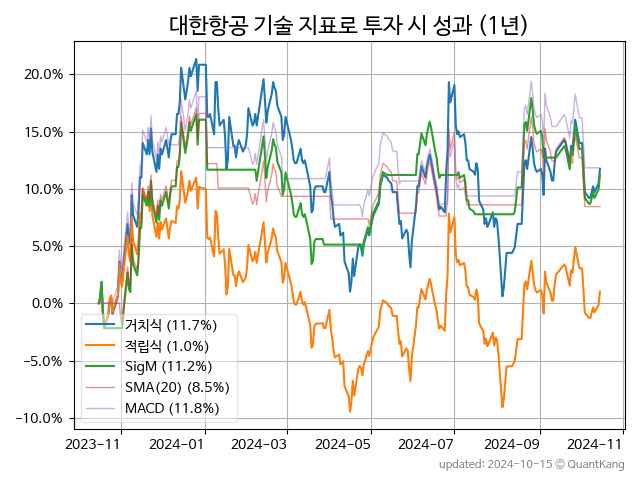 대한항공 기술 지표로 투자 시 성과 (1년)
20.0%
15.0%
10.0%
5.0%
0.0%
−5.0%
−10.0%
거치식 (11.7%)
적립식 (1.0%)
SigM (11.2%)
SMA(20) (8.5%)
MACD (11.8%)
2023-11
2024-01
2024-03
2024-05
2024-07
2024-09
2024-11
updated: 2024-10-15 © QuantKang